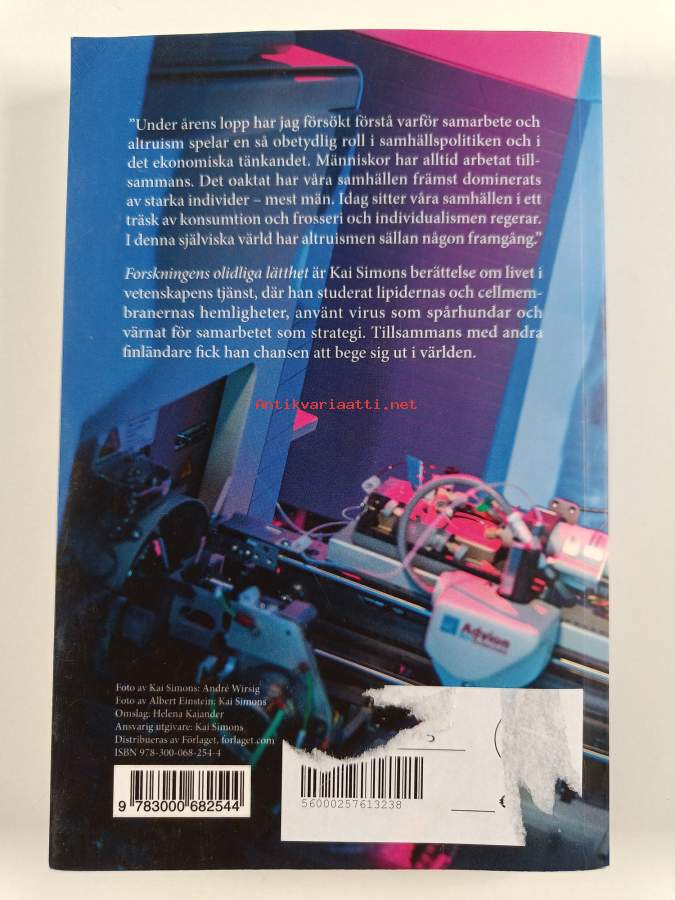 ”Under årens lopp har jag försökt förstå varför samarbete och
altruism spelar en så obetydlig roll i samhällspolitiken och i
det ekonomiska tänkandet. Människor har alltid arbetat till-
sammans. Det oaktat har våra samhällen främst dominerats
av starka individer – mest män. Idag sitter våra samhällen i ett
träsk av konsumtion och frosseri och individualismen regerar.
I denna själviska värld har altruismen sällan någon framgång.”
Forskningens olidliga lätthet är Kai Simons berättelse om livet i
vetenskapens tjänst, där han studerat lipidernas och cellmem-
branernas hemligheter, använt virus som spårhundar och
värnat för samarbetet som strategi. Tillsammans med andra
finländare fick han chansen att bege sig ut i världen.
Antikvariaatti.net
Advion
Foto av Kai Simons: André Wirsig
Foto av Albert Einstein: Kai Simons
Omslag: Helena Kajander
Ansvarig utgivare: Kai Simons
Distribueras av Förlaget, forlaget.com
ISBN 978-300-068-254-4
9 783000 682544
56000257613238
€